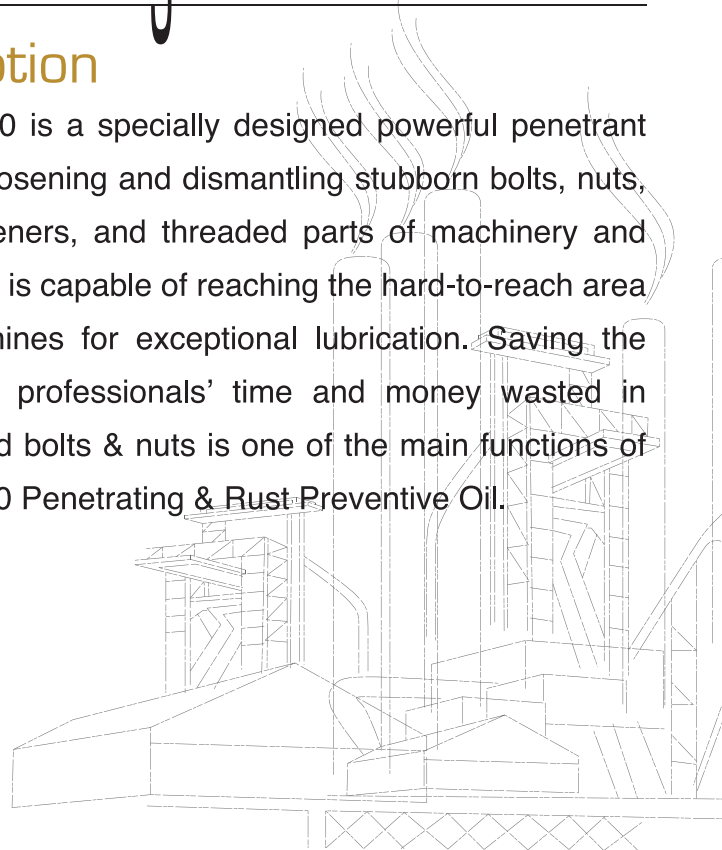 ption
0 is a specially designed powerful penetrant
osening and dismantling stubborn bolts, nuts,
eners, and threaded parts of machinery and
is capable of reaching the hard-to-reach area
hines for exceptional lubrication. Saving the
professionals’ time and money wasted in
d bolts & nuts is one of the main functions of
0 Penetrating & Rust Preventive Oil.